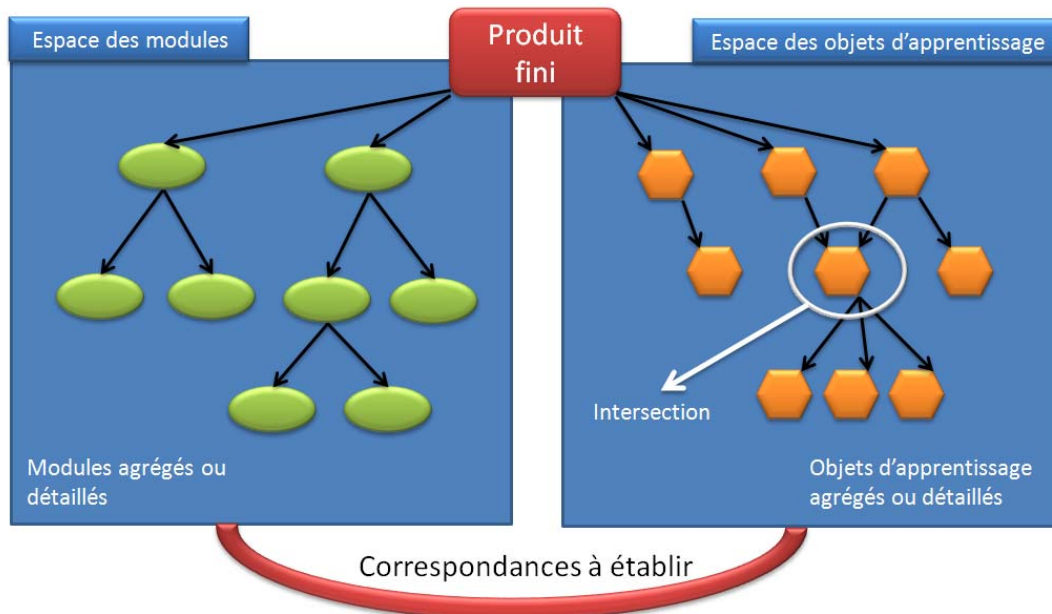 Espace des modules
Produit
fini
Espace des objets d’apprentissage
Intersection
Modules agrégés ou
détaillés
Objets d’apprentissage
agrégés ou détaillés
Correspondances à établir